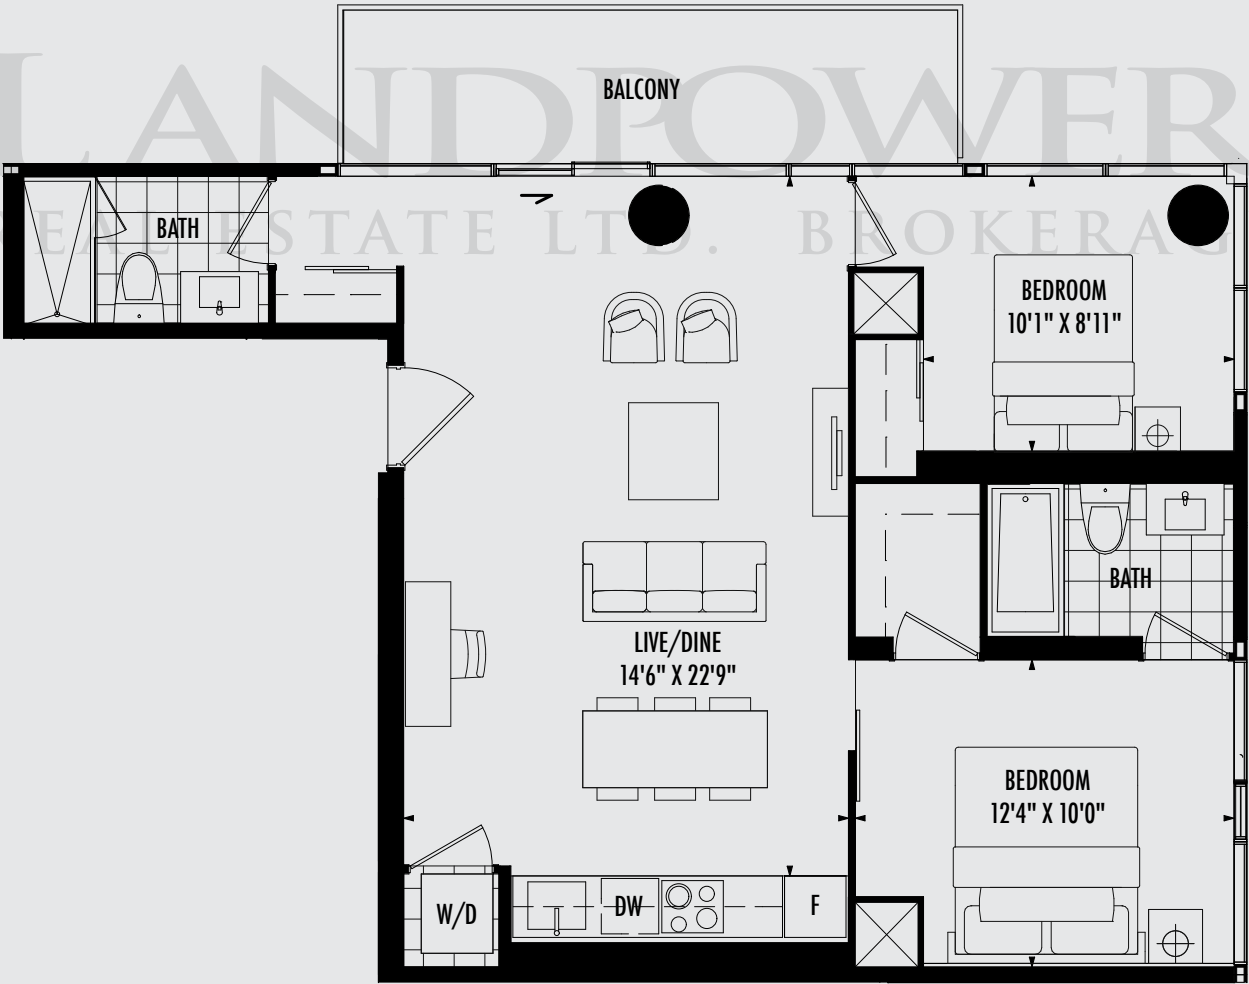 LANDPOWER
REAL ESTATE LTD. BROKERAG
BALCONY
BATH
BEDROOM
10'1" X 8'11"
BATH
LIVE/DINE
14'6" X 22'9"
BEDROOM
12'4" X 10'0"
W/D
DW
F